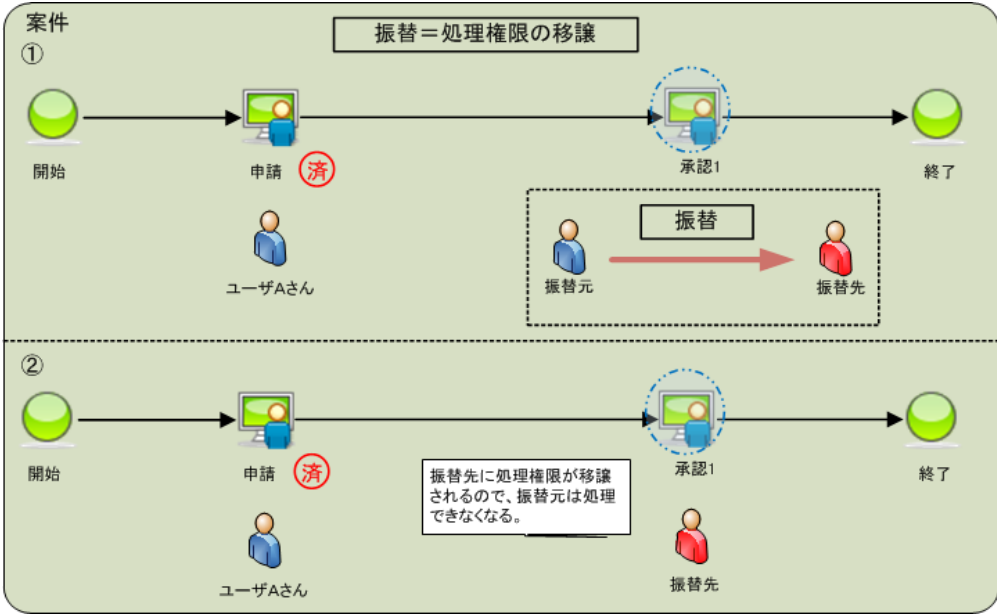 案件
振替=処理権限の移譲
①
開始
申請
済
承認1
終了
ユーザAさん
振替
振替元
振替先
②
開始
申請
済
承認1
終了
振替先に処理権限が移譲
されるので、振替元は処理
できなくなる。
ユーザAさん
振替先